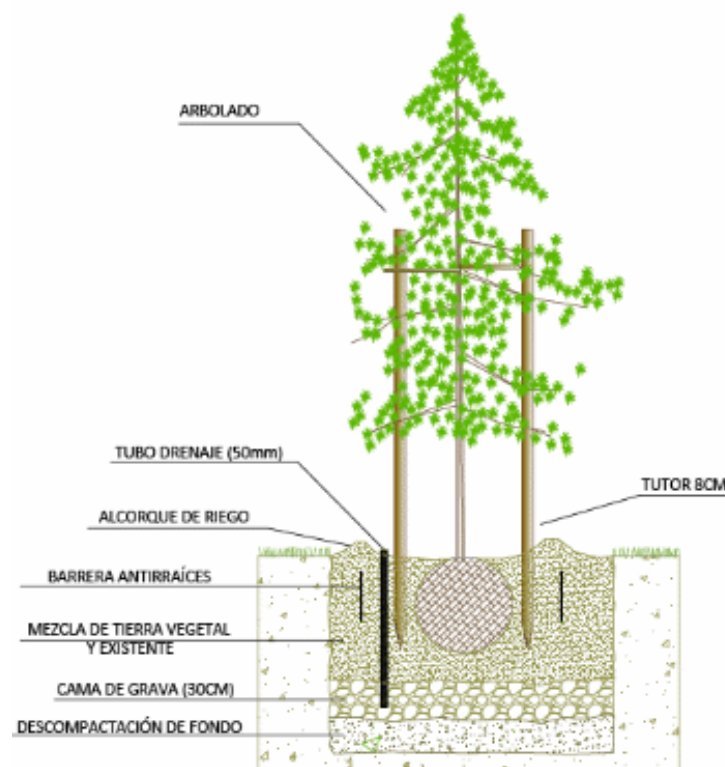 ARBOLADO
TUBO DRENAJE (50mm)
TUTOR 8CM
ALCORQUE DE RIEGO
BARRERA ANTIRRAÍCES
MEZCLA DE TIERRA VEGETAL
Y EXISTENTE
CAMA DE GRAVA (30CM)
DESCOMPACTACIÓN DE FONDO